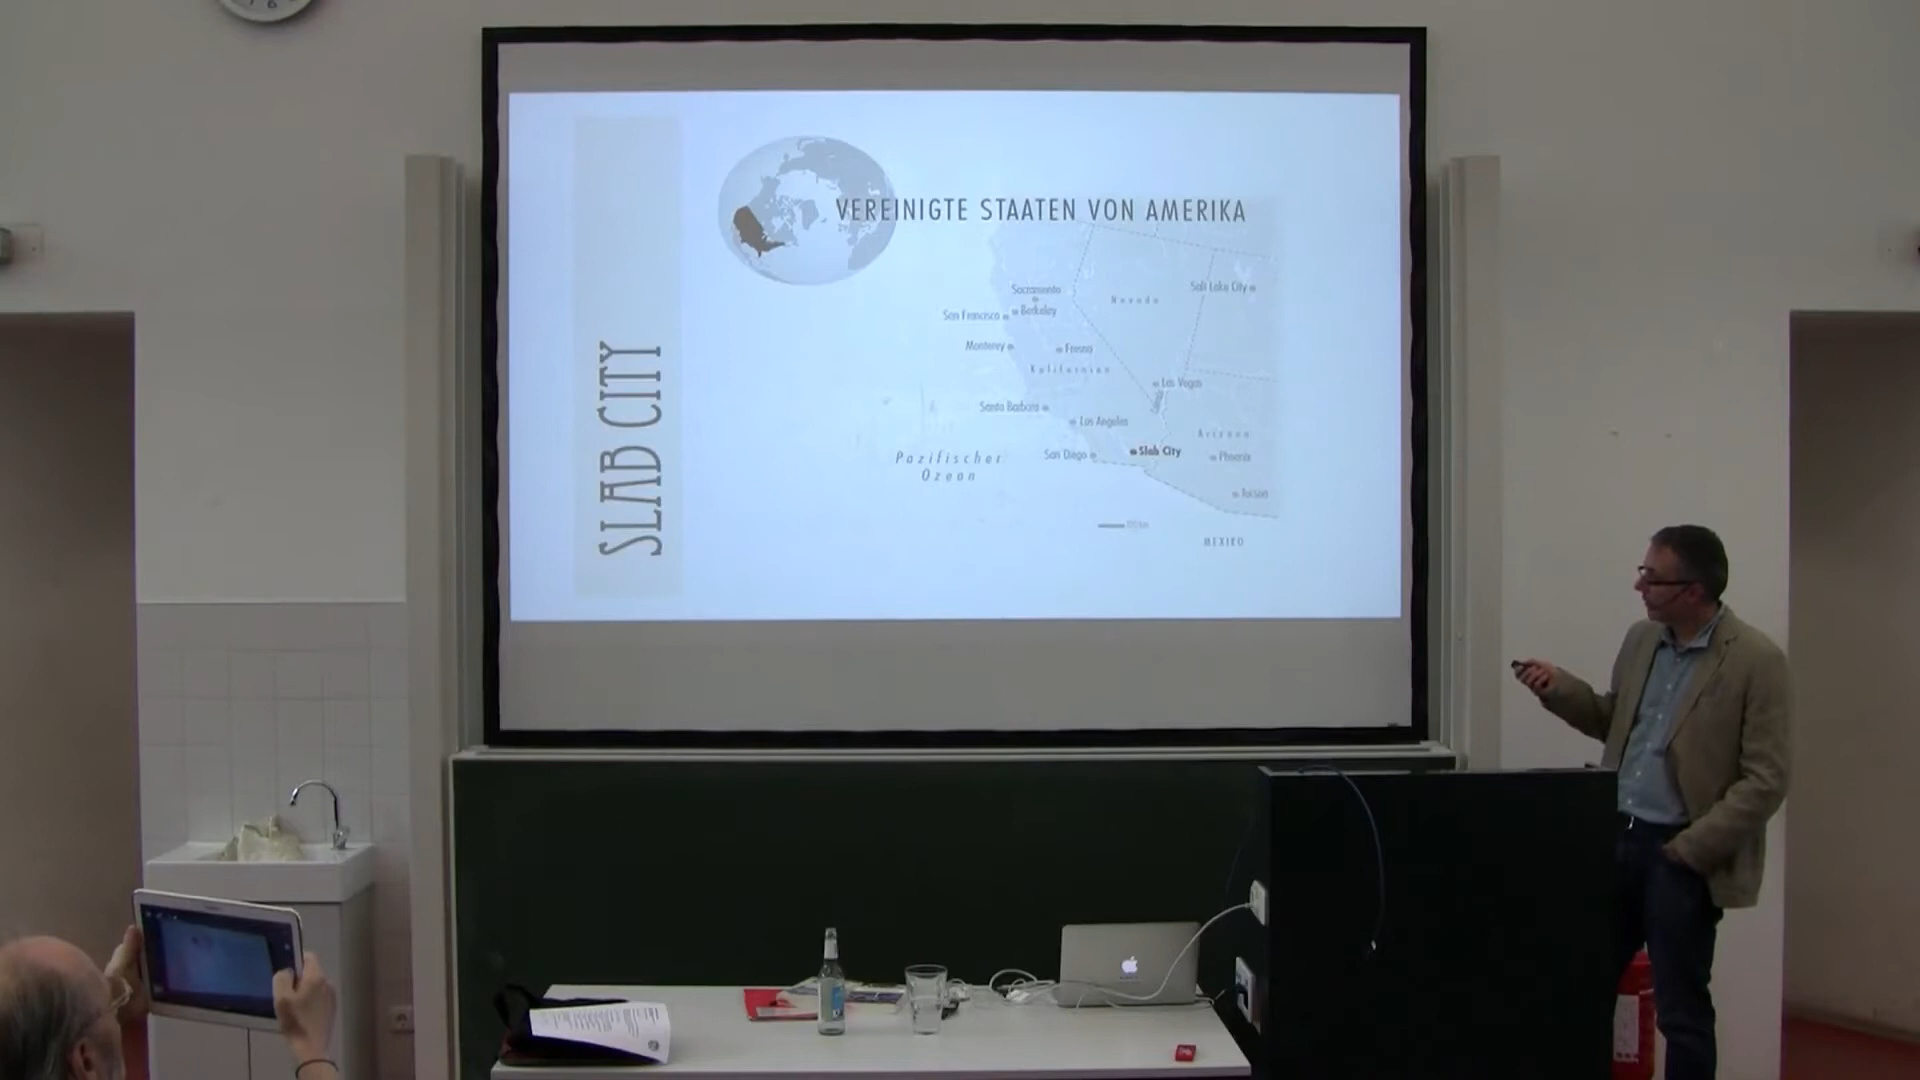 SLAB CITY
VEREINIGTE STAATEN VON AMERIKA
Salt Lake City
Sacramento
Nevada
Berkeley
San Francisco
Monterey
Fresno
Kalifornien
Las Vegas
Santa Barbara
Los Angeles
Arizona
Pazifischer
Ozean
San Diego
Slab City
Phoenix
Tucson
MEXIKO